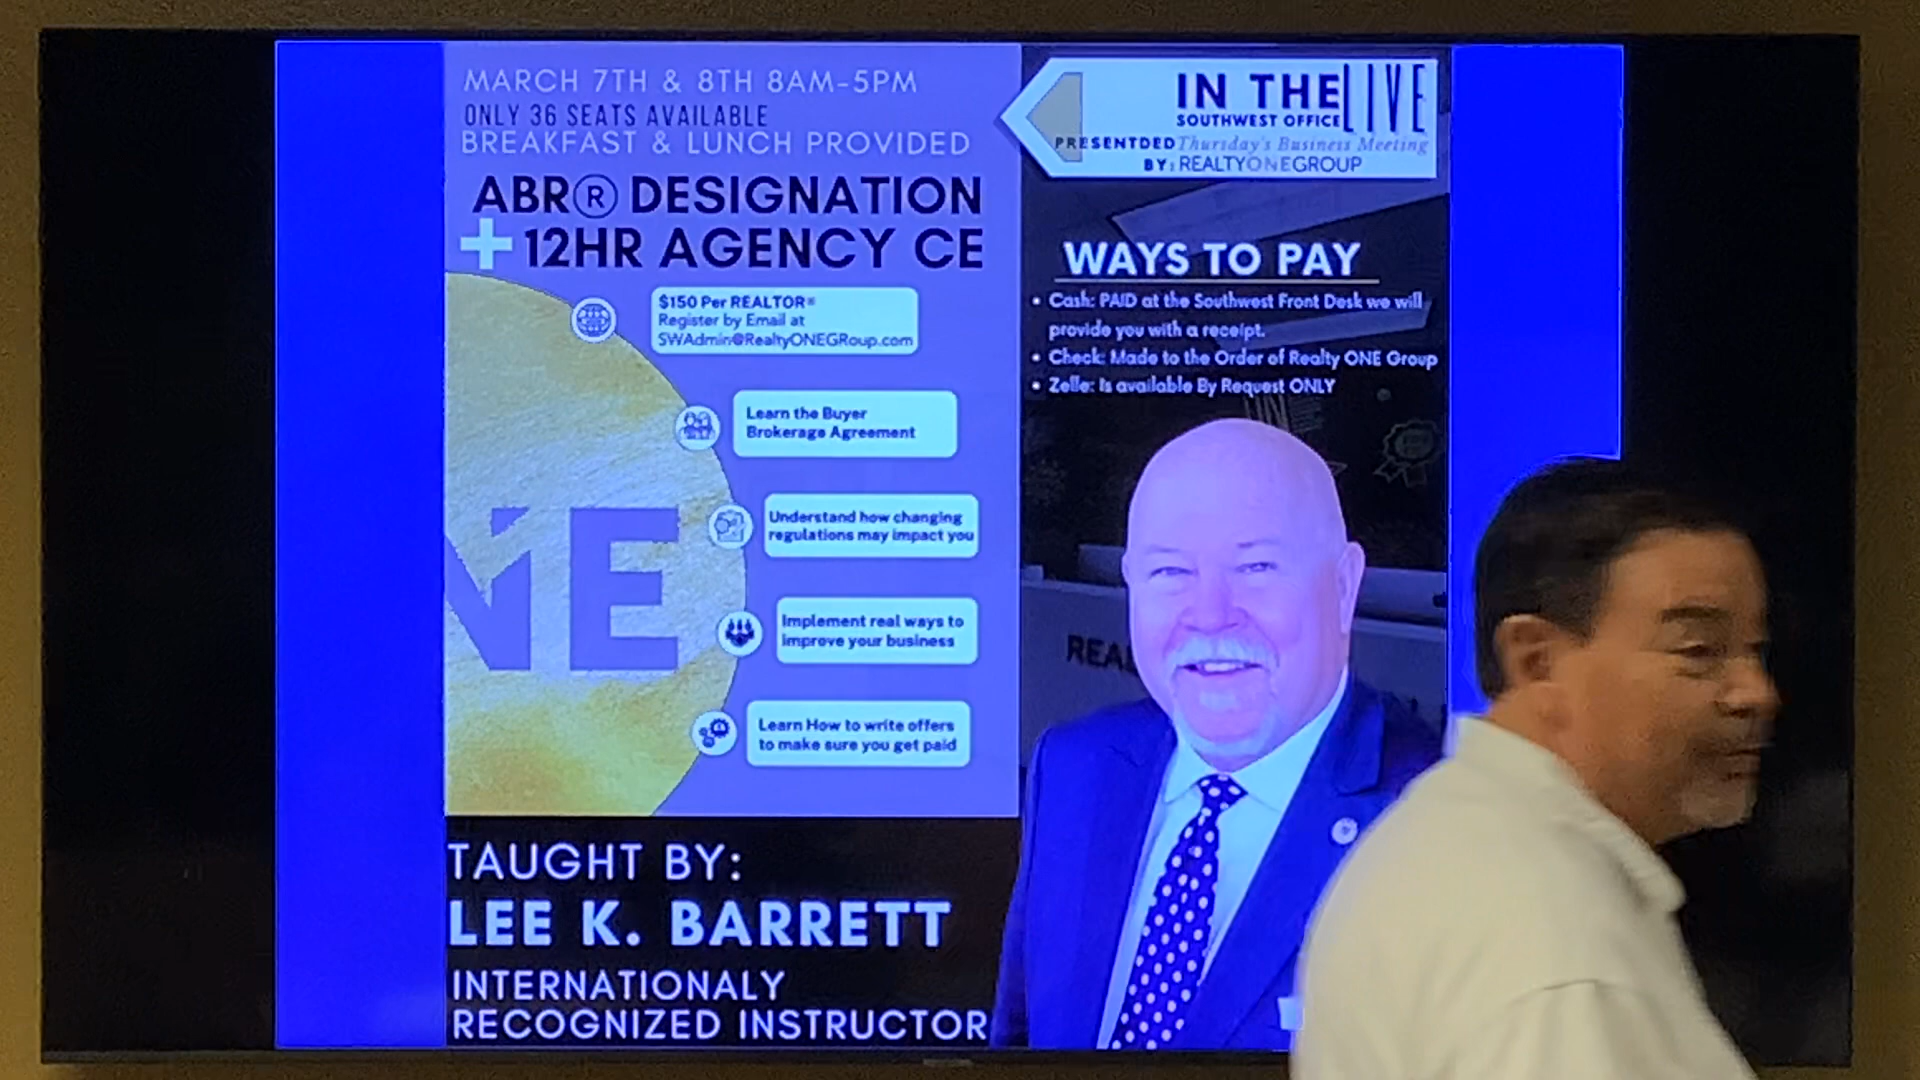 MARCH 7TH & 8TH 8AM-5PM
ONLY 36 SEATS AVAILABLE
BREAKFAST & LUNCH PROVIDED
ABR® DESIGNATION
+ 12HR AGENCY CE
$150 Per REALTOR®
Register by Email at
SWAdmin@RealtyONEGRoup.com
Learn the Buyer
Brokerage Agreement
Understand how changing
regulations may impact you
Implement real ways to
improve your business
Learn How to write offers
to make sure you get paid
NE
TAUGHT BY:
LEE K. BARRETT
INTERNATIONALY
RECOGNIZED INSTRUCTOR
IN THE LIVE
SOUTHWEST OFFICE
PRESENTDED Thursday's Business Meeting
BY: REALTYONEGROUP
WAYS TO PAY
• Cash: PAID at the Southwest Front Desk we will
provide you with a receipt.
• Check: Made to the Order of Realty ONE Group
• Zelle: Is available By Request ONLY
REAL